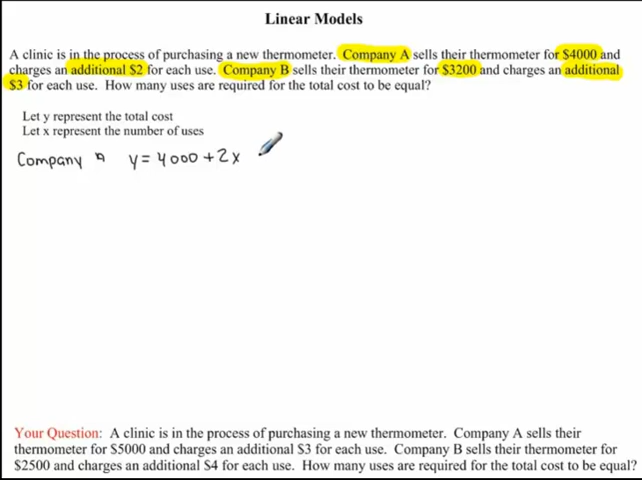 Linear Models
A clinic is in the process of purchasing a new thermometer. Company A sells their thermometer for $4000 and
charges an additional $2 for each use. Company B sells their thermometer for $3200 and charges an additional
$3 for each use. How many uses are required for the total cost to be equal?
Let y represent the total cost
Let x represent the number of uses
Company A y = 4000 + 2x
Your Question: A clinic is in the process of purchasing a new thermometer. Company A sells their
thermometer for $5000 and charges an additional $3 for each use. Company B sells their thermometer for
$2500 and charges an additional $4 for each use. How many uses are required for the total cost to be equal?